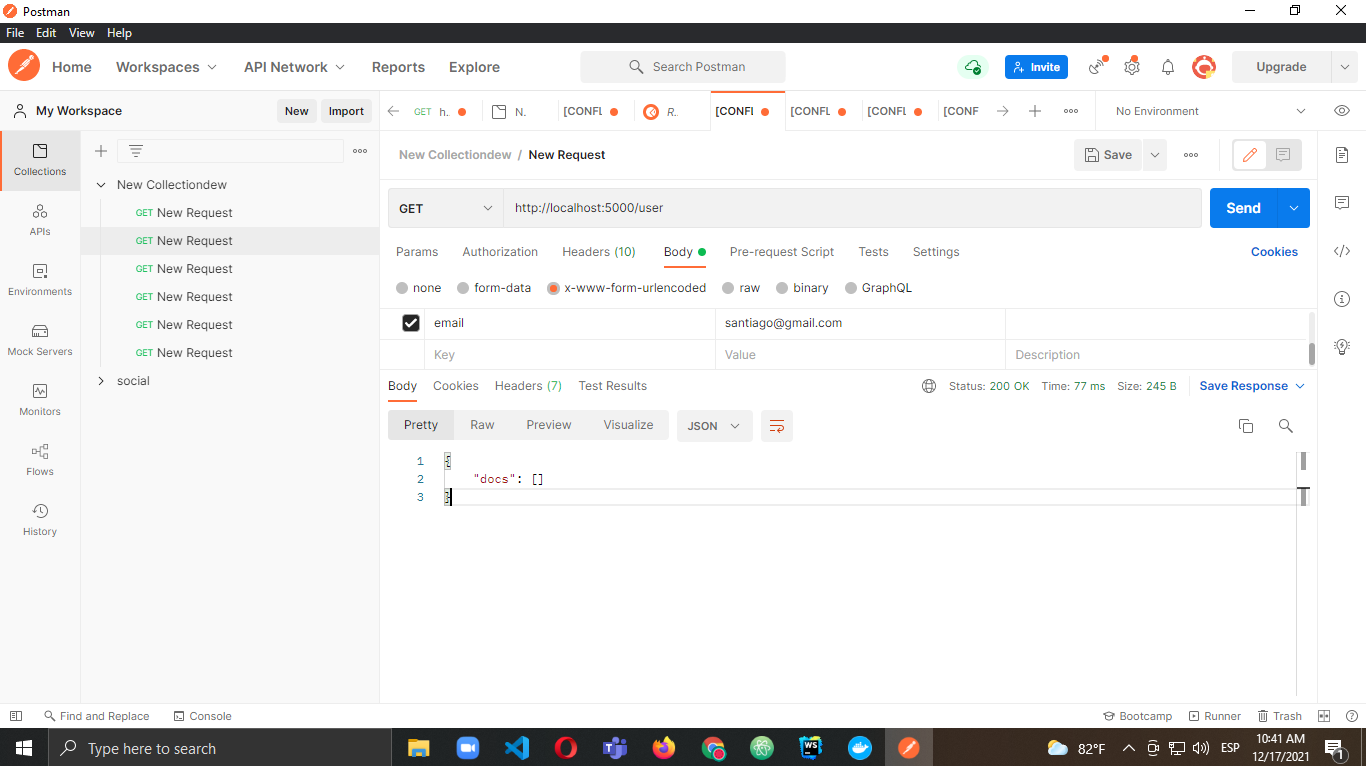 Postman
File Edit View Help
Home Workspaces API Network Reports Explore Search Postman Invite Upgrade
My Workspace New Import GET h. N. [CONFL R. [CONFL [CONFL [CONFL [CONF No Environment
New Collectiondew / New Request Save
Collections
APIs
Environments
Mock Servers
Monitors
Flows
History
New Collectiondew
GET New Request
GET New Request
GET New Request
GET New Request
GET New Request
GET New Request
social
GET http://localhost:5000/user Send
Params Authorization Headers (10) Body Pre-request Script Tests Settings Cookies
none form-data x-www-form-urlencoded raw binary GraphQL
email santiago@gmail.com
Key Value Description
Body Cookies Headers (7) Test Results Status: 200 OK Time: 77 ms Size: 245 B Save Response
Pretty Raw Preview Visualize JSON
1 {
2 "docs": []
3 }
Find and Replace Console Bootcamp Runner Trash
Type here to search 82°F ESP 10:41 AM
12/17/2021 1